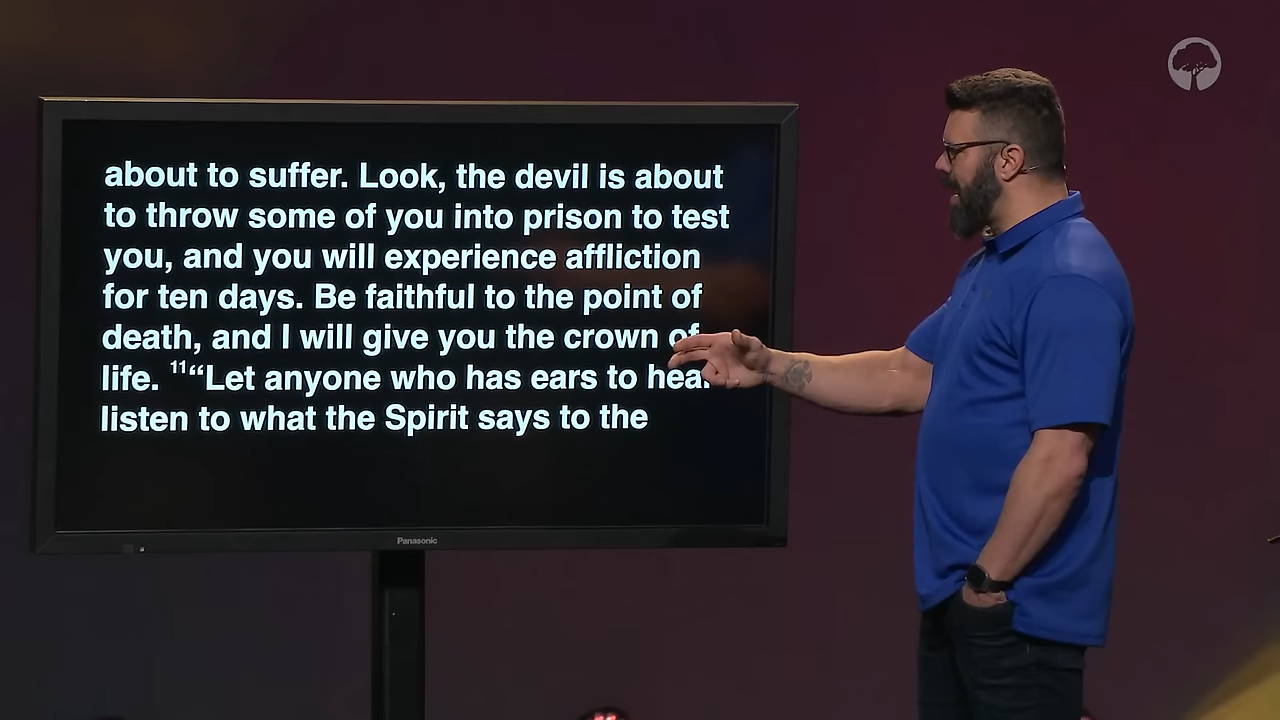 about to suffer. Look, the devil is about
to throw some of you into prison to test
you, and you will experience affliction
for ten days. Be faithful to the point of
death, and I will give you the crown of
life. 11“Let anyone who has ears to hear
listen to what the Spirit says to the
Panasonic